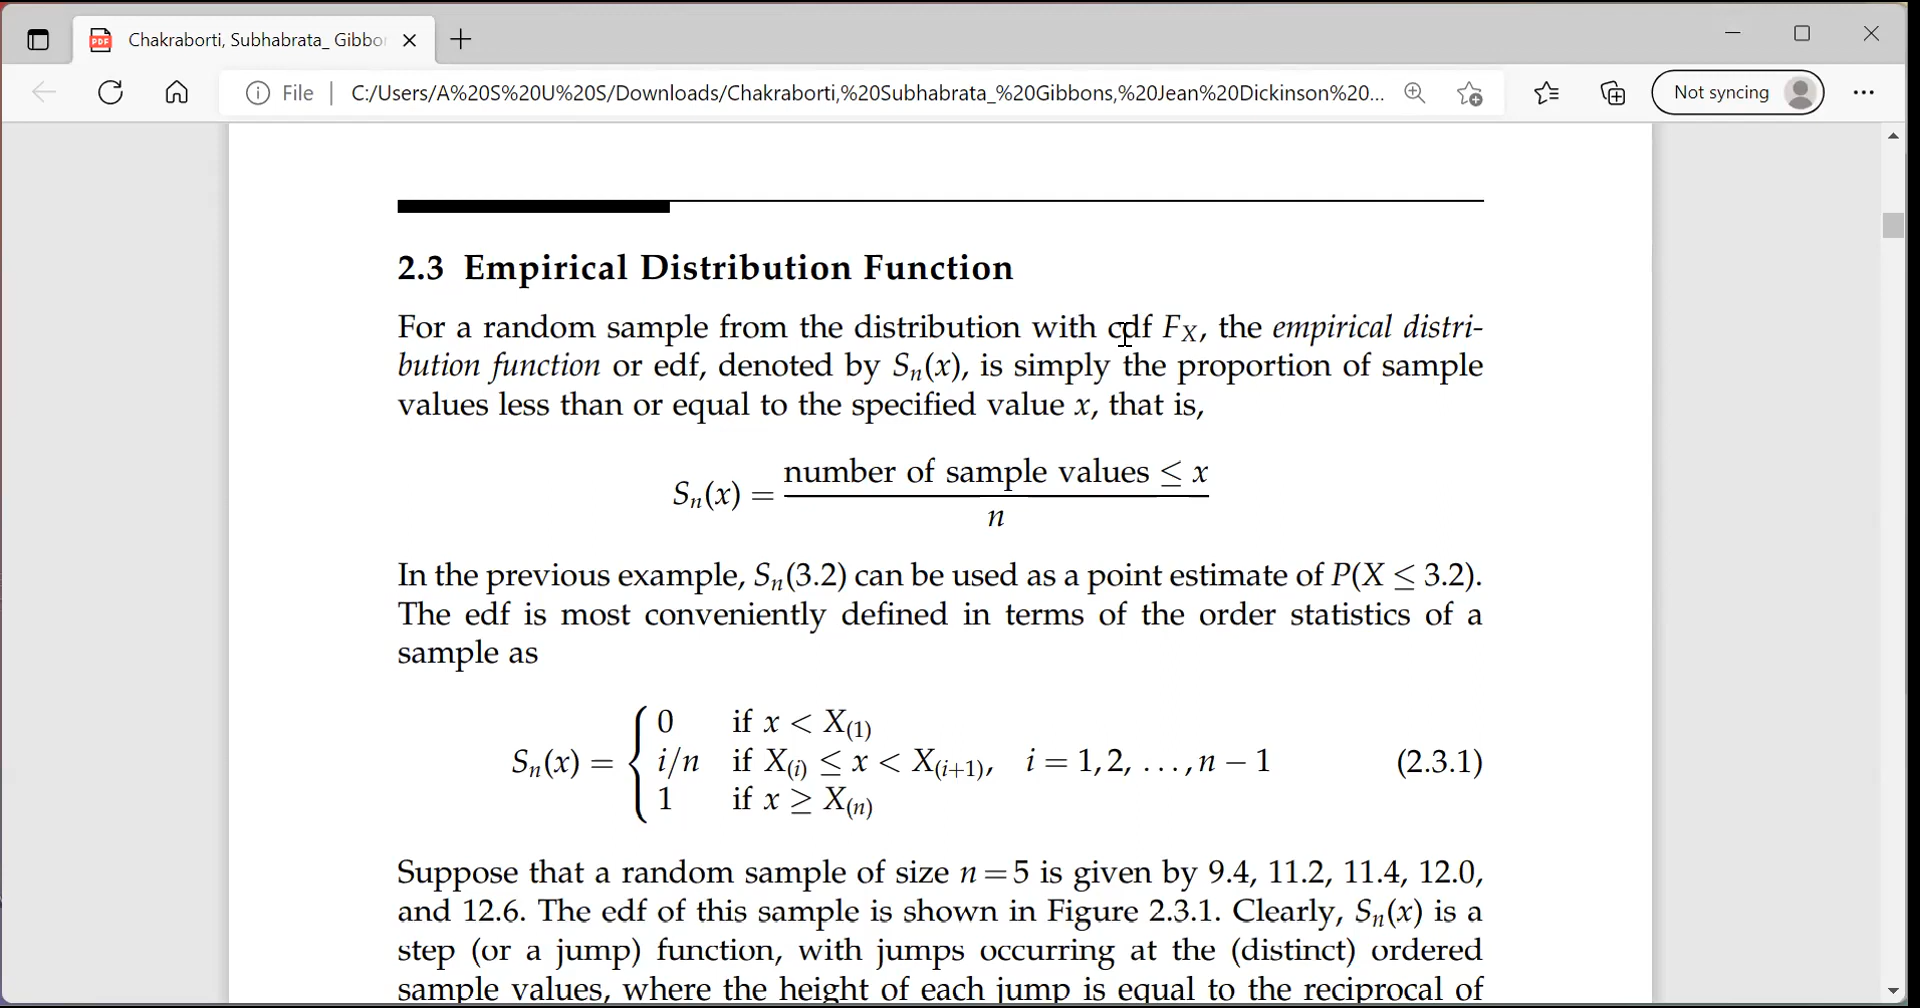 Chakraborti, Subhabrata_ Gibbo
File
C:/Users/A%20S%20U%20S/Downloads/Chakraborti,%20Subhabrata_%20Gibbons,%20Jean%20Dickinson%20...
Not syncing
PDF
2.3 Empirical Distribution Function
For a random sample from the distribution with cdf F_X, the empirical distri-
bution function or edf, denoted by S_n(x), is simply the proportion of sample
values less than or equal to the specified value x, that is,
S_n(x) = number of sample values ≤ x / n
In the previous example, S_n(3.2) can be used as a point estimate of P(X ≤ 3.2).
The edf is most conveniently defined in terms of the order statistics of a
sample as
0 if x < X_(1)
S_n(x) = { i/n if X_(i) ≤ x < X_(i+1), i = 1, 2, ..., n − 1 (2.3.1)
1 if x ≥ X_(n)
Suppose that a random sample of size n = 5 is given by 9.4, 11.2, 11.4, 12.0,
and 12.6. The edf of this sample is shown in Figure 2.3.1. Clearly, S_n(x) is a
step (or a jump) function, with jumps occurring at the (distinct) ordered
sample values, where the height of each jump is equal to the reciprocal of